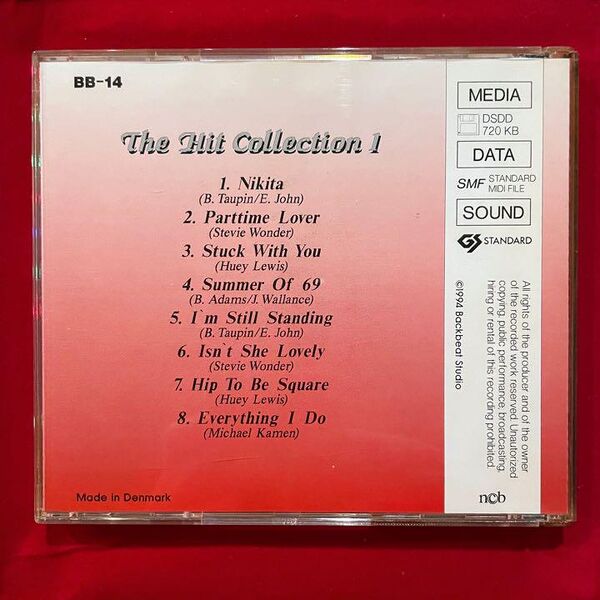 BB-14
The Hit Collection 1
1. Nikita
(B. Taupin/E. John)
2. Parttime Lover
(Stevie Wonder)
3. Stuck With You
(Huey Lewis)
4. Summer Of 69
(B. Adams/J. Wallance)
5. I`m Still Standing
(B. Taupin/E. John)
6. Isn`t She Lovely
(Stevie Wonder)
7. Hip To Be Square
(Huey Lewis)
8. Everything I Do
(Michael Kamen)
Made in Denmark
MEDIA
DSDD
720 KB
DATA
SMF STANDARD
MIDI FILE
SOUND
GS STANDARD
All rights of the producer and of the owner
of the recorded work reserved. Unautorized
copying, public performance, broadcasting,
hiring or rental of this recording prohibited.
©1994 Backbeat Studio
ncb